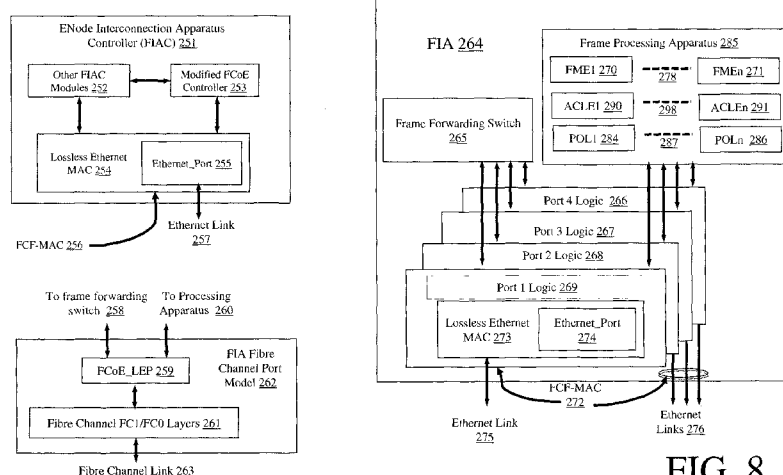 ENode Interconnection Apparatus
Controller (FIAC) 251
Other FIAC
Modules 252
Modified FCoE
Controller 253
Lossless Ethernet
MAC 254
Ethernet_Port 255
FCF-MAC 256
Ethernet Link
257
To frame forwarding
switch 258
To Processing
Apparatus 260
FCoE_LEP 259
FIA Fibre
Channel Port
Model 262
Fibre Channel FC1/FC0 Layers 261
Fibre Channel Link 263
FIA 264
Frame Processing Apparatus 285
FME1 270
278
FMEn 271
ACLE1 290
298
ACLEn 291
POL1 284
287
POLn 286
Frame Forwarding Switch
265
Port 4 Logic 266
Port 3 Logic 267
Port 2 Logic 268
Port 1 Logic 269
Lossless Ethernet
MAC 273
Ethernet_Port
274
FCF-MAC
272
Ethernet Link
275
Ethernet
Links 276
FIG. 8